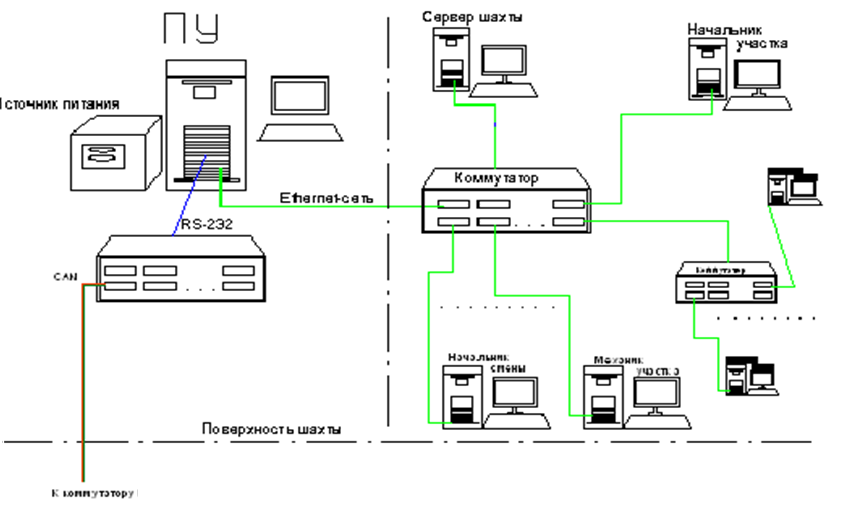 ПУ
Сервер шахты
Начальник
участка
Источник питания
Коммутатор
Ethernet-сеть
RS-232
CAN
Коммутатор
Начальник
смены
Механик
участка
Поверхность шахты
К коммутатору